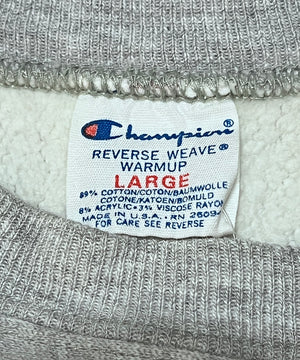 Champion®
REVERSE WEAVE®
WARMUP
LARGE
89% COTTON/COTON/BAUMWOLLE
COTONE/KATOEN/BOMULD
8% ACRYLIC • 3% VISCOSE RAYON
MADE IN U.S.A. RN 26094
FOR CARE SEE REVERSE